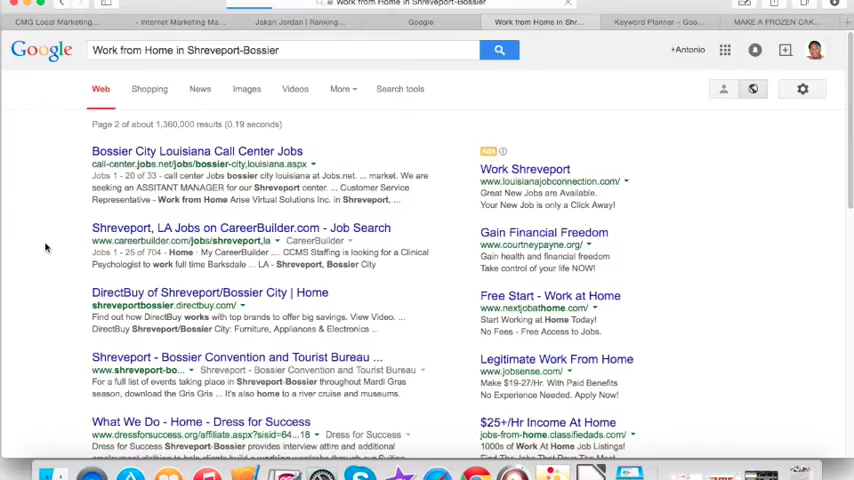 Work from Home in Shreveport-Bossier
CMG Local Marketing...
- Internet Marketing Ma...
Jakari Jordan | Ranking...
Google
Work from Home in Shr...
Keyword Planner – Goo...
MAKE A FROZEN CAK...
Google
Work from Home in Shreveport-Bossier
+Antonio
Web
Shopping
News
Images
Videos
More
Search tools
Page 2 of about 1,360,000 results (0.19 seconds)
Bossier City Louisiana Call Center Jobs
call-center.jobs.net/jobs/bossier-city,louisiana.aspx
Jobs 1 - 20 of 33 - call center Jobs bossier city louisiana at Jobs.net. ... market. We are
seeking an ASSITANT MANAGER for our Shreveport center. ... Customer Service
Representative - Work from Home Arise Virtual Solutions Inc. in Shreveport, ...
Shreveport, LA Jobs on CareerBuilder.com - Job Search
www.careerbuilder.com/jobs/shreveport,la CareerBuilder
Jobs 1 - 25 of 704 - Home · My CareerBuilder .... CCMS Staffing is looking for a Clinical
Psychologist to work full time Barksdale ... LA - Shreveport, Bossier City
DirectBuy of Shreveport/Bossier City | Home
shreveportbossier.directbuy.com/
Find out how DirectBuy works with top brands to offer big savings. View Video. ...
DirectBuy Shreveport/Bossier City: Furniture, Appliances & Electronics ...
Shreveport - Bossier Convention and Tourist Bureau ...
www.shreveport-bo... Shreveport - Bossier Convention and Tourist Bureau
For a full list of events taking place in Shreveport-Bossier throughout Mardi Gras
season, download the Gris Gris ... It's also home to a river cruise and museums.
What We Do - Home - Dress for Success
www.dressforsuccess.org/affiliate.aspx?sisid=64...18 Dress for Success
Dress for Success Shreveport-Bossier provides interview attire and additional
Ads
Work Shreveport
www.louisianajobconnection.com/
Great New Jobs are Available.
Your New Job is only a Click Away!
Gain Financial Freedom
www.courtneypayne.org/
Gain health and financial freedom
Take control of your life NOW!
Free Start - Work at Home
www.nextjobathome.com/
Start Working at Home Today!
No Fees - Free Access to Jobs.
Legitimate Work From Home
www.jobsense.com/
Make $19-27/Hr. With Paid Benefits
No Experience Needed. Apply Now!
$25+/Hr Income At Home
jobs-from-home.classifiedads.com/
1000s of Work At Home Job Listings!